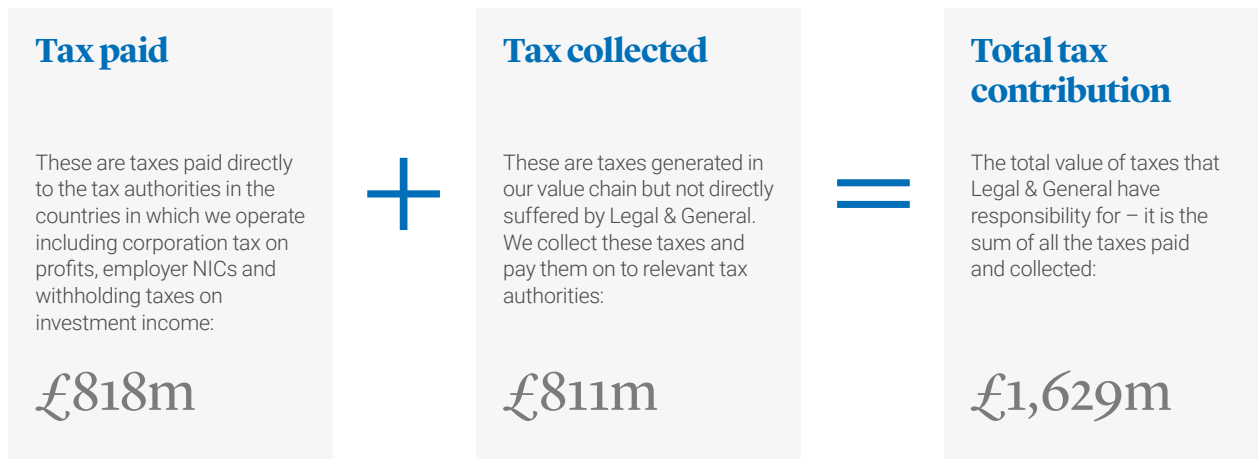 Tax paid
These are taxes paid directly
to the tax authorities in the
countries in which we operate
including corporation tax on
profits, employer NICs and
withholding taxes on
investment income:
£818m
+
Tax collected
These are taxes generated in
our value chain but not directly
suffered by Legal & General.
We collect these taxes and
pay them on to relevant tax
authorities:
£811m
=
Total tax
contribution
The total value of taxes that
Legal & General have
responsibility for – it is the
sum of all the taxes paid
and collected:
£1,629m